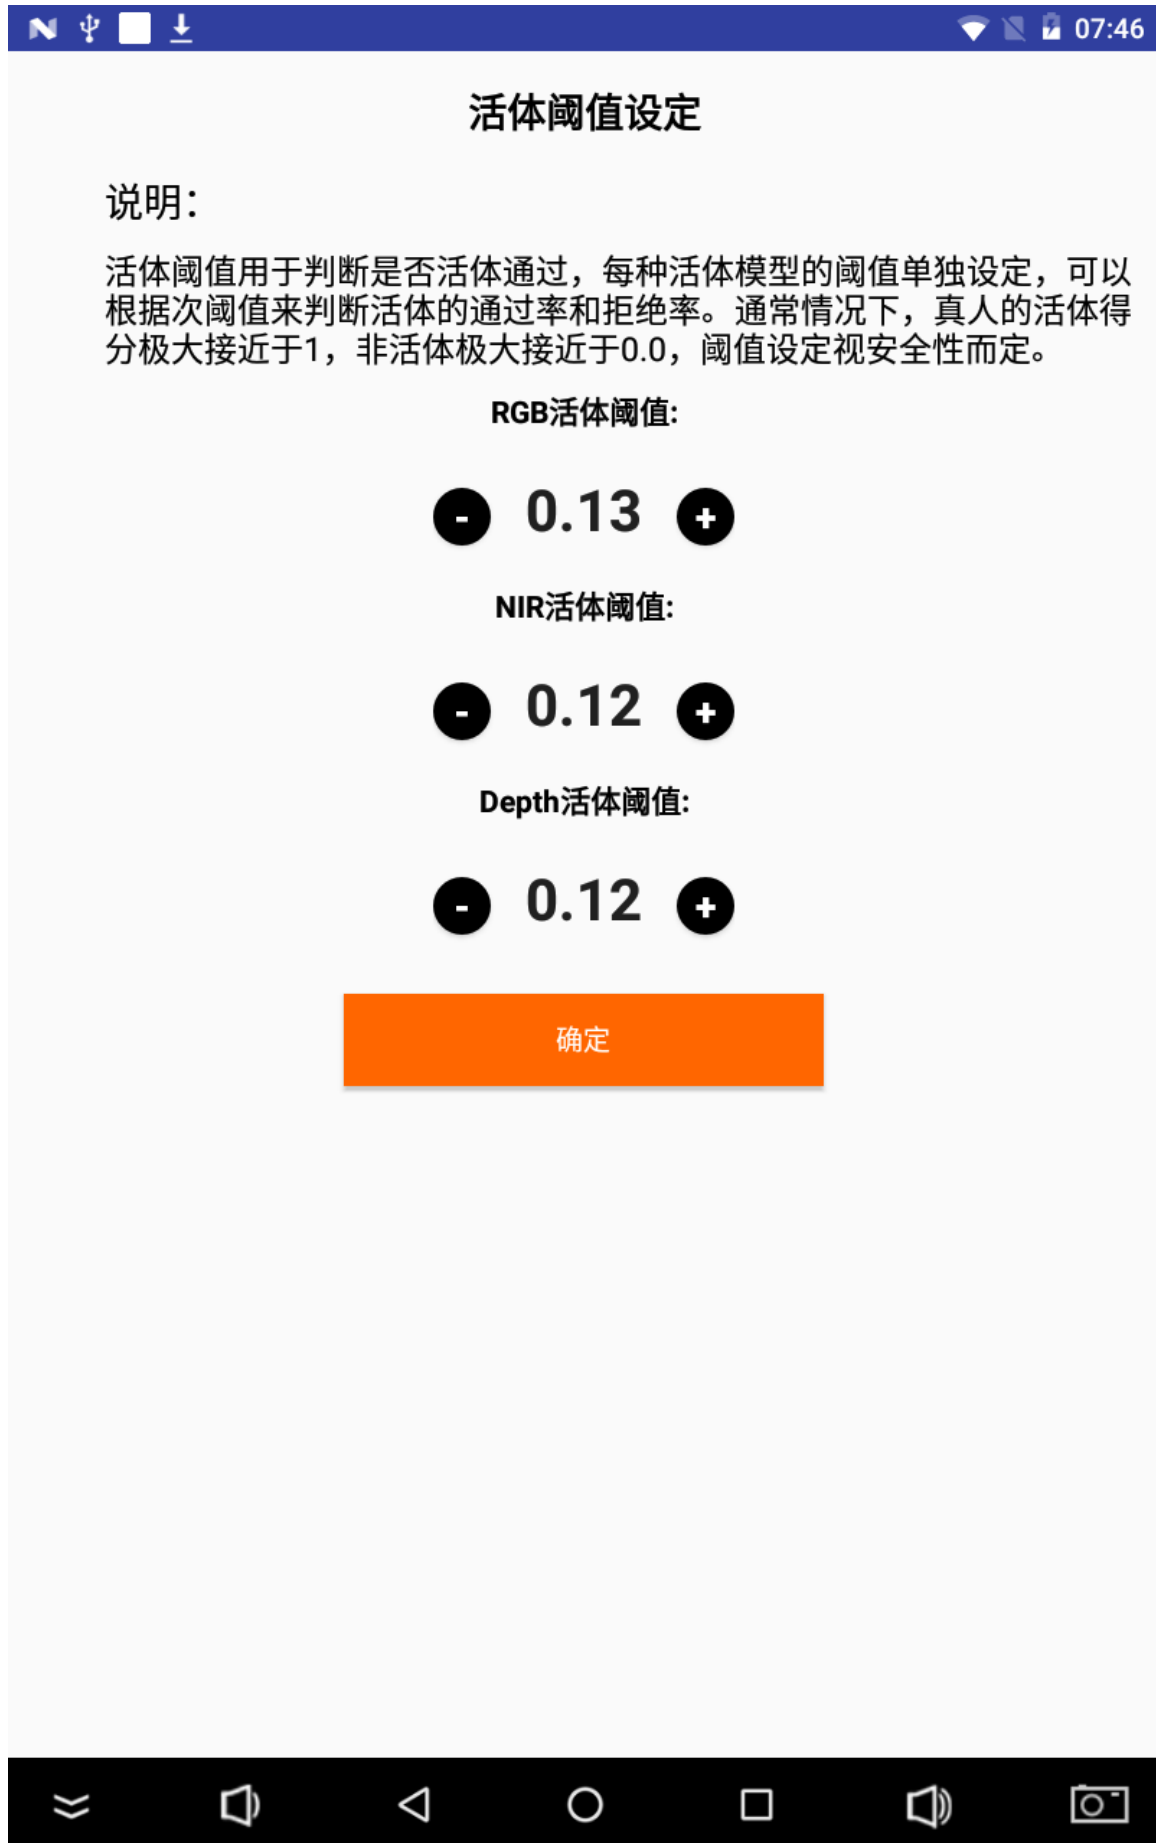 07:46
活体阈值设定
说明：
活体阈值用于判断是否活体通过，每种活体模型的阈值单独设定，可以
根据次阈值来判断活体的通过率和拒绝率。通常情况下，真人的活体得
分极大接近于1，非活体极大接近于0.0，阈值设定视安全性而定。
RGB活体阈值:
- 0.13 +
NIR活体阈值:
- 0.12 +
Depth活体阈值:
- 0.12 +
确定